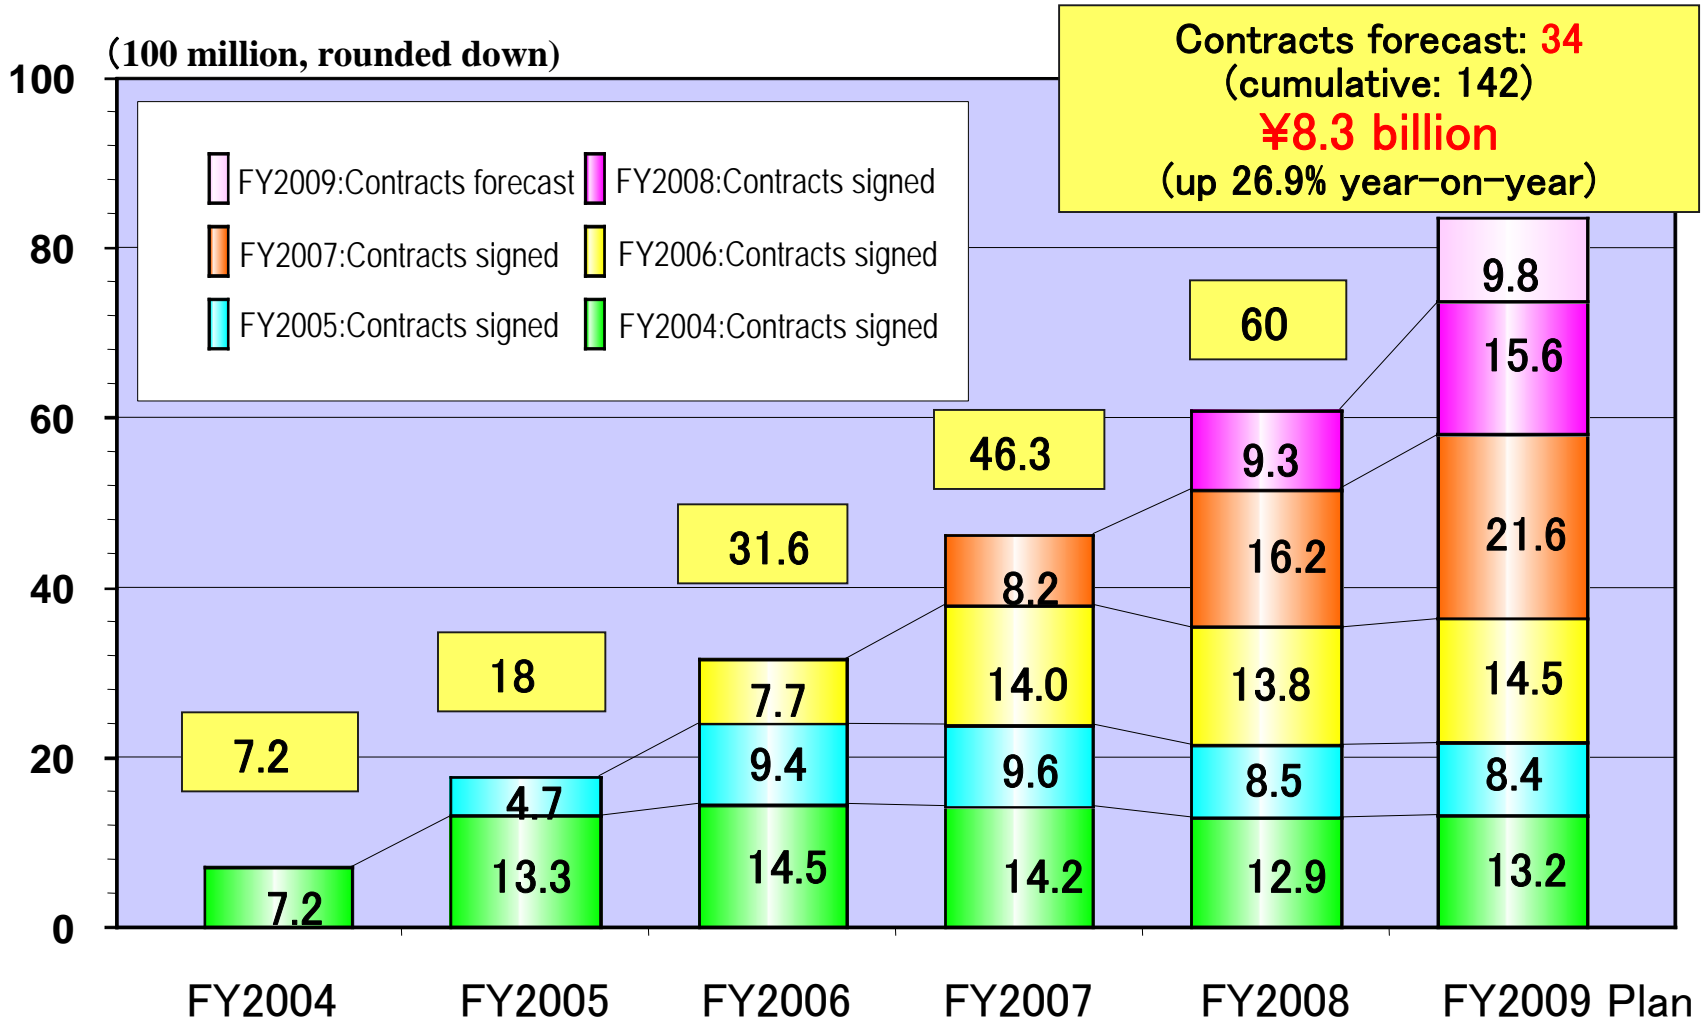 (100 million, rounded down)
Contracts forecast: 34
(cumulative: 142)
¥8.3 billion
(up 26.9% year-on-year)
FY2009:Contracts forecast
FY2008:Contracts signed
FY2007:Contracts signed
FY2006:Contracts signed
FY2005:Contracts signed
FY2004:Contracts signed
100
80
60
40
20
0
7.2
7.2
18
4.7
13.3
31.6
7.7
9.4
14.5
46.3
8.2
14.0
9.6
14.2
60
9.3
16.2
13.8
8.5
12.9
9.8
15.6
21.6
14.5
8.4
13.2
FY2004
FY2005
FY2006
FY2007
FY2008
FY2009 Plan